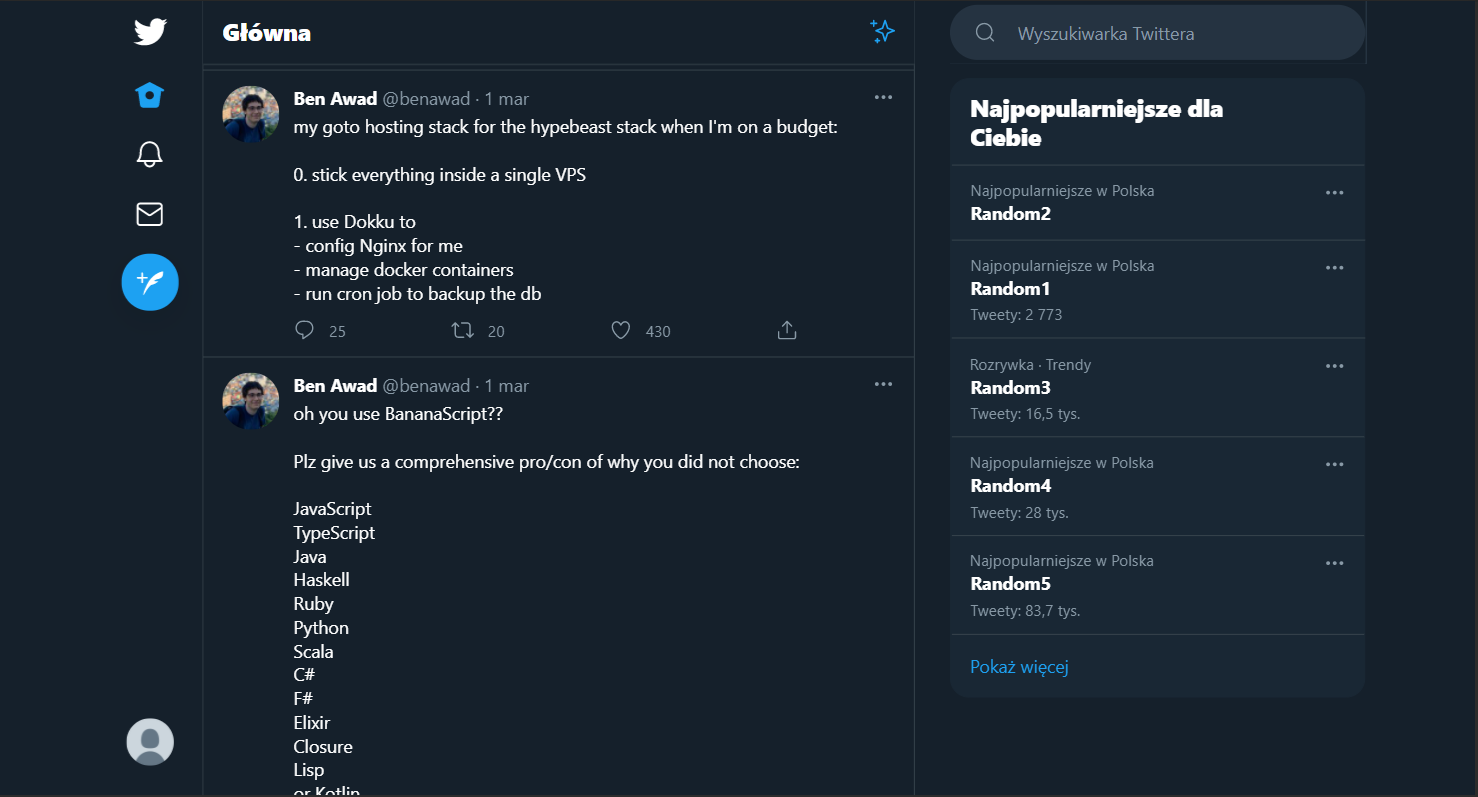 Główna
Ben Awad @benawad · 1 mar
my goto hosting stack for the hypebeast stack when I'm on a budget:
0. stick everything inside a single VPS
1. use Dokku to
- config Nginx for me
- manage docker containers
- run cron job to backup the db
25 20 430
Ben Awad @benawad · 1 mar
oh you use BananaScript??
Plz give us a comprehensive pro/con of why you did not choose:
JavaScript
TypeScript
Java
Haskell
Ruby
Python
Scala
C#
F#
Elixir
Closure
Lisp
or Kotlin
Wyszukiwarka Twittera
Najpopularniejsze dla
Ciebie
Najpopularniejsze w Polska
Random2
Najpopularniejsze w Polska
Random1
Tweety: 2 773
Rozrywka · Trendy
Random3
Tweety: 16,5 tys.
Najpopularniejsze w Polska
Random4
Tweety: 28 tys.
Najpopularniejsze w Polska
Random5
Tweety: 83,7 tys.
Pokaż więcej